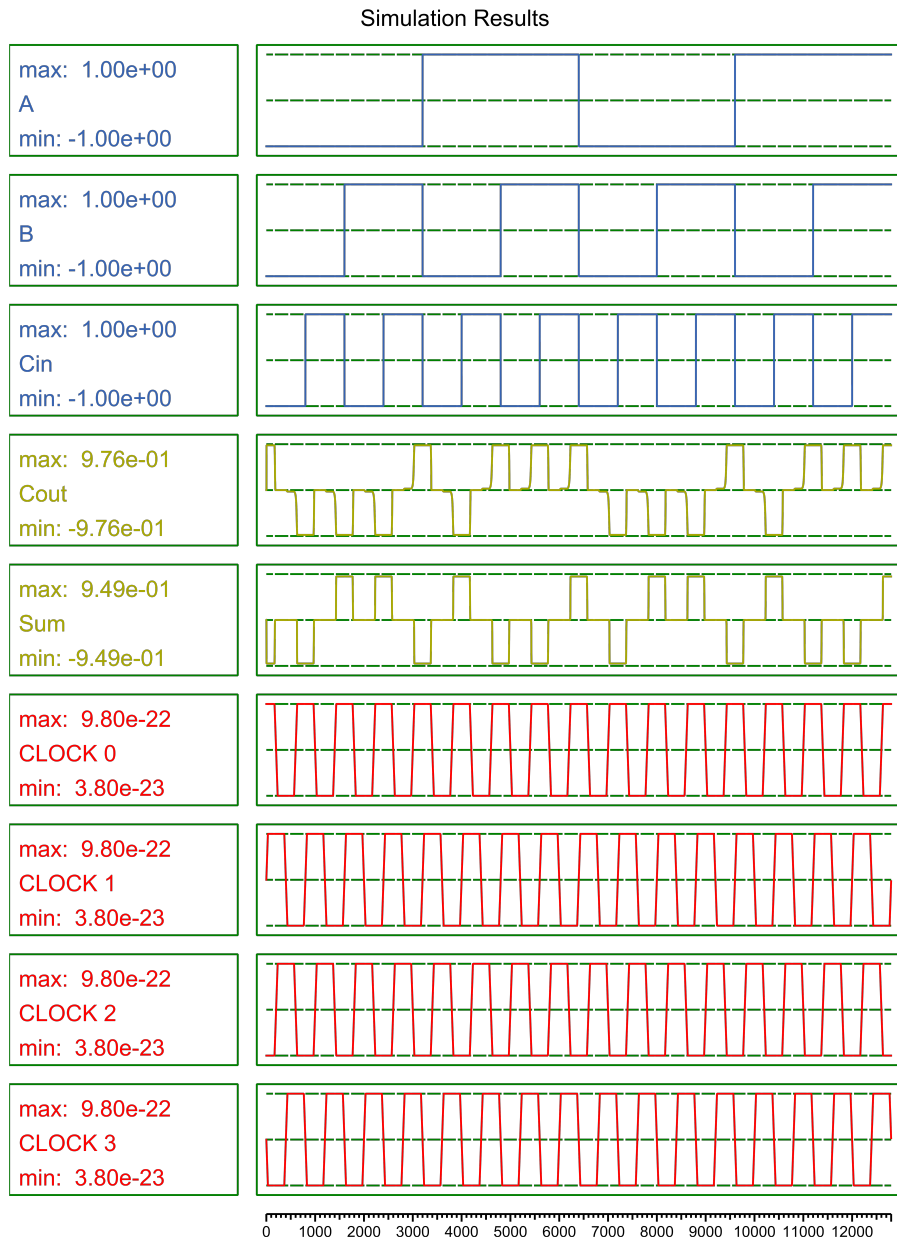 Simulation Results
max: 1.00e+00
A
min: -1.00e+00
max: 1.00e+00
B
min: -1.00e+00
max: 1.00e+00
Cin
min: -1.00e+00
max: 9.76e-01
Cout
min: -9.76e-01
max: 9.49e-01
Sum
min: -9.49e-01
max: 9.80e-22
CLOCK 0
min: 3.80e-23
max: 9.80e-22
CLOCK 1
min: 3.80e-23
max: 9.80e-22
CLOCK 2
min: 3.80e-23
max: 9.80e-22
CLOCK 3
min: 3.80e-23
0 1000 2000 3000 4000 5000 6000 7000 8000 9000 10000 11000 12000